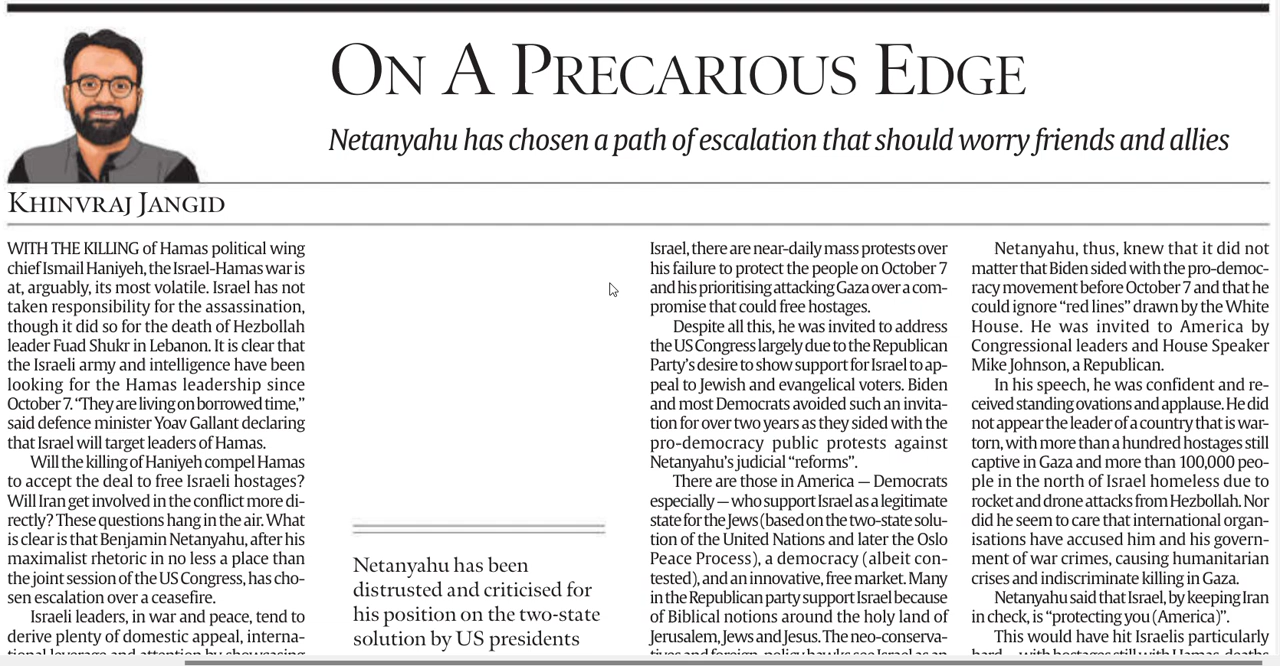 ON A PRECARIOUS EDGE
Netanyahu has chosen a path of escalation that should worry friends and allies
KHINVRAJ JANGID
WITH THE KILLING of Hamas political wing
chief Ismail Haniyeh, the Israel-Hamas war is
at, arguably, its most volatile. Israel has not
taken responsibility for the assassination,
though it did so for the death of Hezbollah
leader Fuad Shukr in Lebanon. It is clear that
the Israeli army and intelligence have been
looking for the Hamas leadership since
October 7. “They are living on borrowed time,”
said defence minister Yoav Gallant declaring
that Israel will target leaders of Hamas.
Will the killing of Haniyeh compel Hamas
to accept the deal to free Israeli hostages?
Will Iran get involved in the conflict more di-
rectly? These questions hang in the air. What
is clear is that Benjamin Netanyahu, after his
maximalist rhetoric in no less a place than
the joint session of the US Congress, has cho-
sen escalation over a ceasefire.
Israeli leaders, in war and peace, tend to
derive plenty of domestic appeal, interna-
tional leverage and attention by showcasing
Netanyahu has been
distrusted and criticised for
his position on the two-state
solution by US presidents
Israel, there are near-daily mass protests over
his failure to protect the people on October 7
and his prioritising attacking Gaza over a com-
promise that could free hostages.
Despite all this, he was invited to address
the US Congress largely due to the Republican
Party’s desire to show support for Israel to ap-
peal to Jewish and evangelical voters. Biden
and most Democrats avoided such an invita-
tion for over two years as they sided with the
pro-democracy public protests against
Netanyahu’s judicial “reforms”.
There are those in America — Democrats
especially — who support Israel as a legitimate
state for the Jews (based on the two-state solu-
tion of the United Nations and later the Oslo
Peace Process), a democracy (albeit con-
tested), and an innovative, free market. Many
in the Republican party support Israel because
of Biblical notions around the holy land of
Jerusalem, Jews and Jesus. The neo-conserva-
tives and foreign-policy hawks see Israel as an
Netanyahu, thus, knew that it did not
matter that Biden sided with the pro-democ-
racy movement before October 7 and that he
could ignore “red lines” drawn by the White
House. He was invited to America by
Congressional leaders and House Speaker
Mike Johnson, a Republican.
In his speech, he was confident and re-
ceived standing ovations and applause. He did
not appear the leader of a country that is war-
torn, with more than a hundred hostages still
captive in Gaza and more than 100,000 peo-
ple in the north of Israel homeless due to
rocket and drone attacks from Hezbollah. Nor
did he seem to care that international organ-
isations have accused him and his govern-
ment of war crimes, causing humanitarian
crises and indiscriminate killing in Gaza.
Netanyahu said that Israel, by keeping Iran
in check, is “protecting you (America)”.
This would have hit Israelis particularly
hard — with hostages still with Hamas, deaths